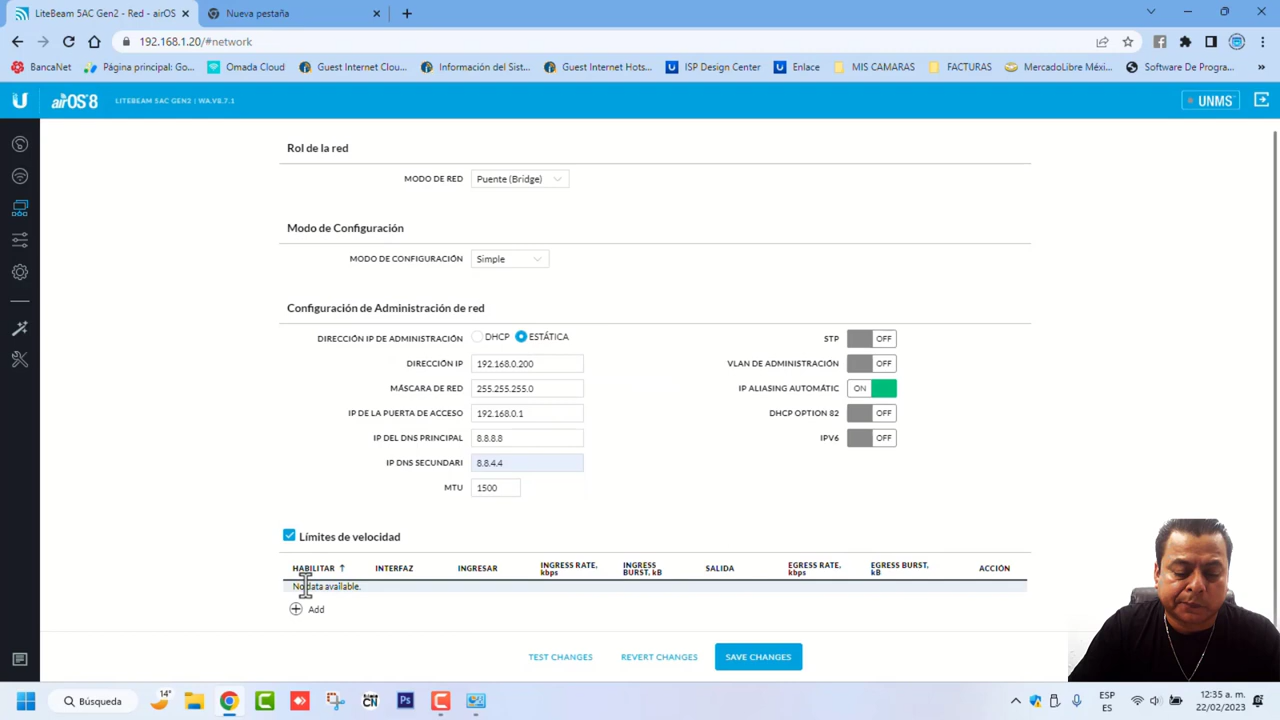 LiteBeam 5AC Gen2 - Red - airOS
Nueva pestaña
192.168.1.20/#network
BancaNet
Página principal: Go...
Omada Cloud
Guest Internet Clou...
Información del Sist...
Guest Internet Hots...
ISP Design Center
Enlace
MIS CAMARAS
FACTURAS
MercadoLibre Méxi...
Software De Progra...
airOS 8
LITEBEAM 5AC GEN2 | WA.V8.7.1
UNMS
Rol de la red
MODO DE RED
Puente (Bridge)
Modo de Configuración
MODO DE CONFIGURACIÓN
Simple
Configuración de Administración de red
DIRECCIÓN IP DE ADMINISTRACIÓN
DHCP
ESTÁTICA
STP
OFF
DIRECCIÓN IP
192.168.0.200
VLAN DE ADMINISTRACIÓN
OFF
MÁSCARA DE RED
255.255.255.0
IP ALIASING AUTOMÁTIC
ON
IP DE LA PUERTA DE ACCESO
192.168.0.1
DHCP OPTION 82
OFF
IP DEL DNS PRINCIPAL
8.8.8.8
IPV6
OFF
IP DNS SECUNDARI
8.8.4.4
MTU
1500
Límites de velocidad
HABILITAR
INTERFAZ
INGRESAR
INGRESS RATE, kbps
INGRESS BURST, kB
SALIDA
EGRESS RATE, kbps
EGRESS BURST, kB
ACCIÓN
No data available.
Add
TEST CHANGES
REVERT CHANGES
SAVE CHANGES
Búsqueda
14°
CN
Ps
ESP
ES
12:35 a. m.
22/02/2023